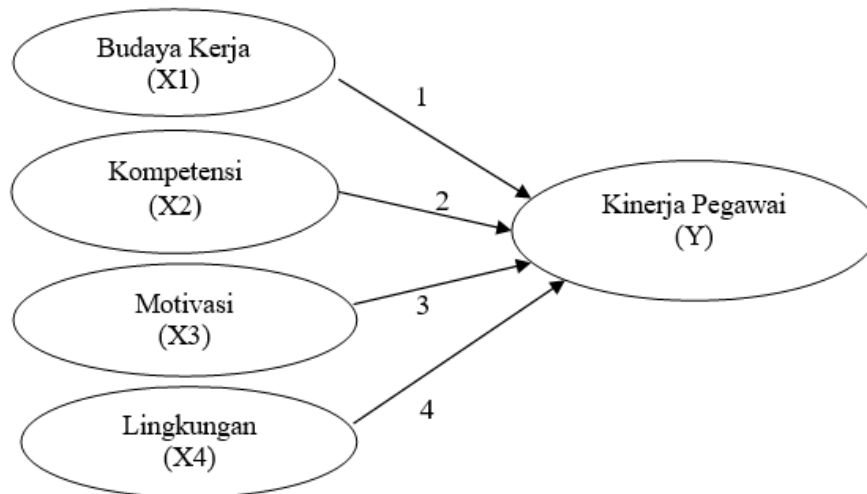 Budaya Kerja
(X1)
1
Kompetensi
(X2)
2
Kinerja Pegawai
(Y)
Motivasi
(X3)
3
Lingkungan
(X4)
4